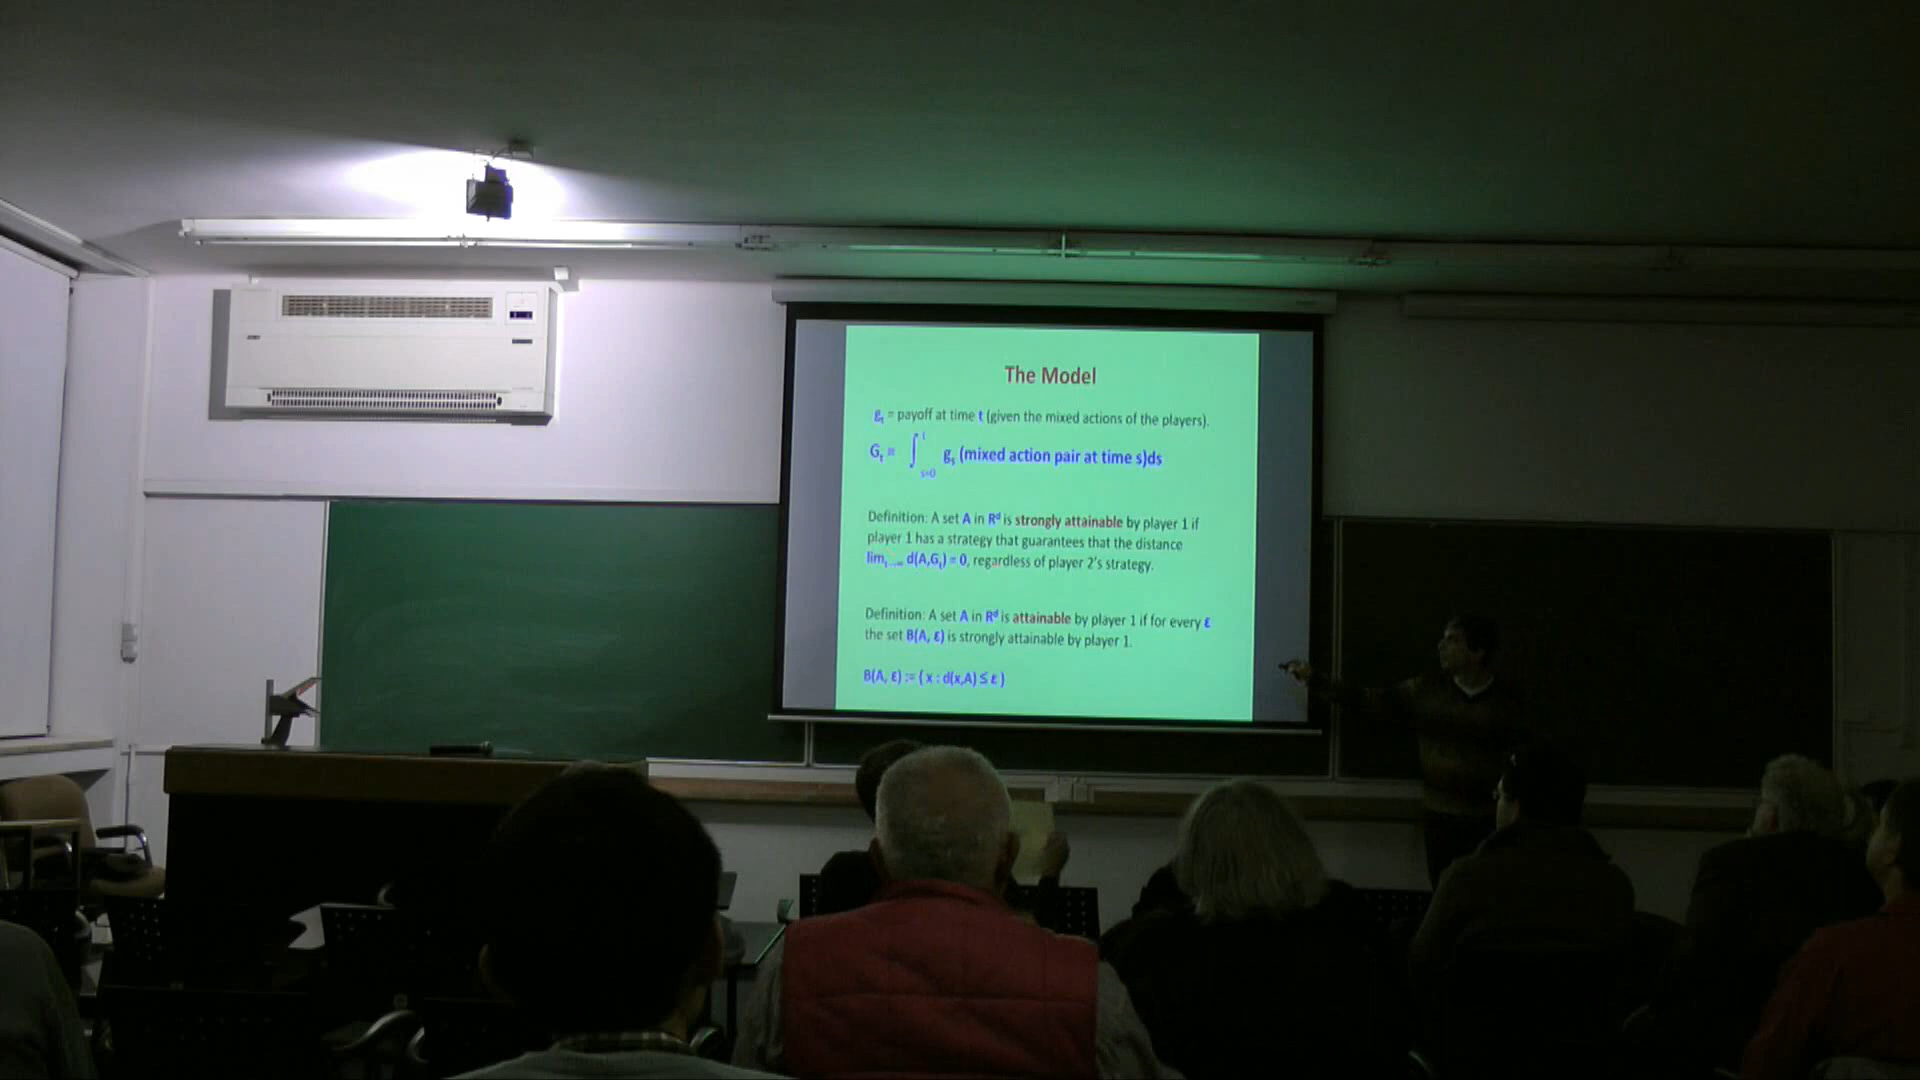 The Model
gₜ = payoff at time t (given the mixed actions of the players).
Gₜ = ∫ₛ₌₀ᵗ gₛ (mixed action pair at time s)ds
Definition: A set A in Rᵈ is strongly attainable by player 1 if
player 1 has a strategy that guarantees that the distance
limₜ→∞ d(A,Gₜ) = 0, regardless of player 2's strategy.
Definition: A set A in Rᵈ is attainable by player 1 if for every ε
the set B(A, ε) is strongly attainable by player 1.
B(A, ε) := { x : d(x,A) ≤ ε }